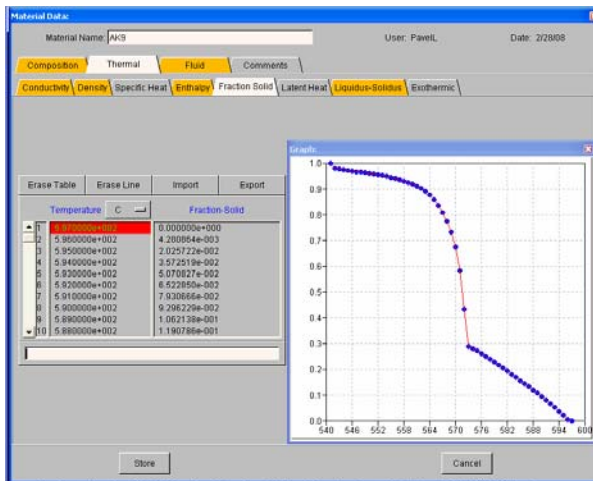 Material Data:
Material Name: AK9 User: PavelL Date: 2/28/08
Composition Thermal Fluid Comments
Conductivity Density Specific Heat Enthalpy Fraction Solid Latent Heat Liquidus-Solidus Exothermic
Graph:
Erase Table Erase Line Import Export
Temperature C Fraction-Solid
1 5.970000e+002 0.000000e+000
2 5.960000e+002 4.200864e-003
3 5.950000e+002 2.025722e-002
4 5.940000e+002 3.572519e-002
5 5.930000e+002 5.070827e-002
6 5.920000e+002 6.522850e-002
7 5.910000e+002 7.930866e-002
8 5.900000e+002 9.296229e-002
9 5.890000e+002 1.062138e-001
10 5.880000e+002 1.190786e-001
1.0
0.9
0.8
0.7
0.6
0.5
0.4
0.3
0.2
0.1
0.0
540 546 552 558 564 570 576 582 588 594 600
Store Cancel